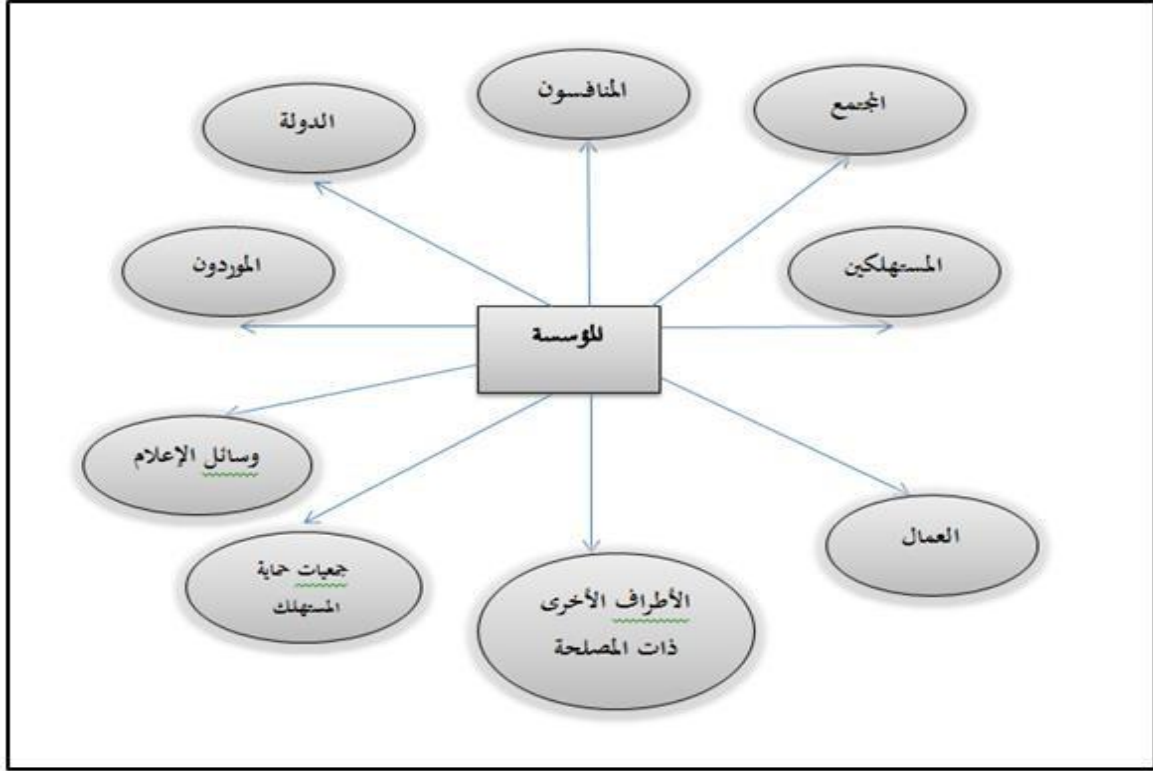 المنافسون
المجتمع
الدولة
المستهلكين
الموردون
المؤسسة
وسائل الإعلام
العمال
جمعيات حماية
المستهلك
الأطراف الأخرى
ذات المصلحة